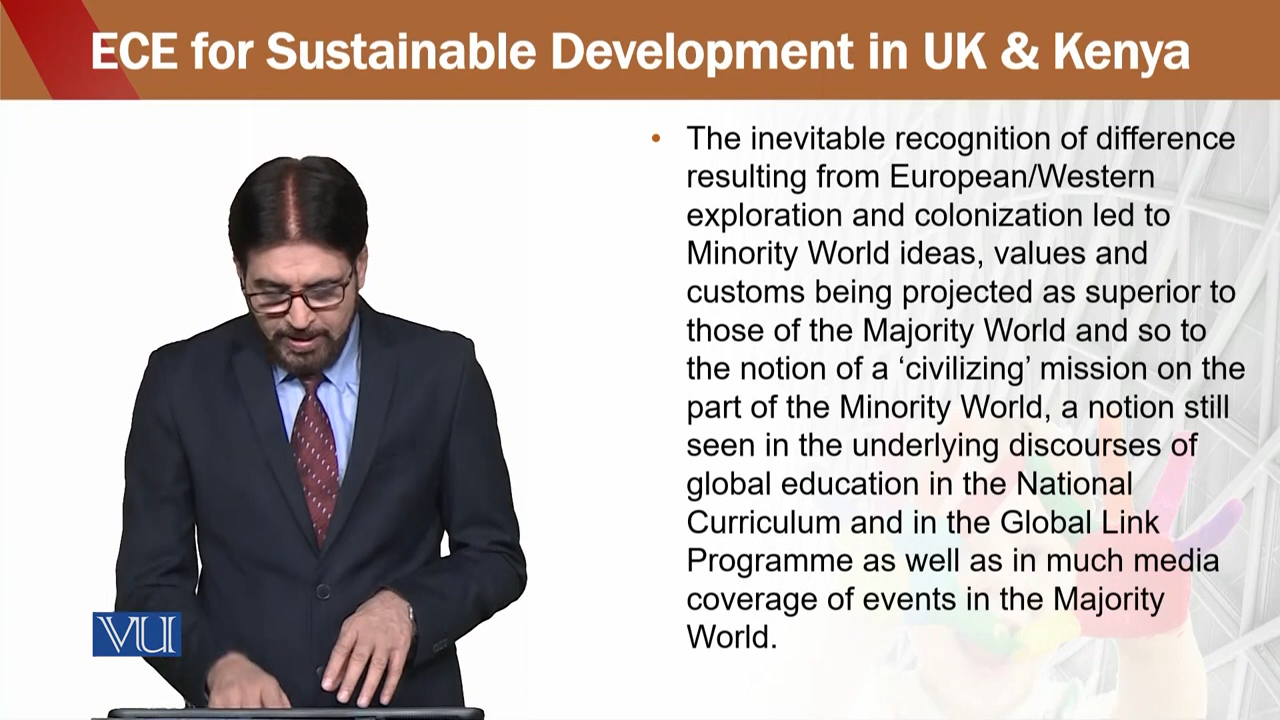 ECE for Sustainable Development in UK & Kenya
• The inevitable recognition of difference
resulting from European/Western
exploration and colonization led to
Minority World ideas, values and
customs being projected as superior to
those of the Majority World and so to
the notion of a ‘civilizing’ mission on the
part of the Minority World, a notion still
seen in the underlying discourses of
global education in the National
Curriculum and in the Global Link
Programme as well as in much media
coverage of events in the Majority
World.
VU